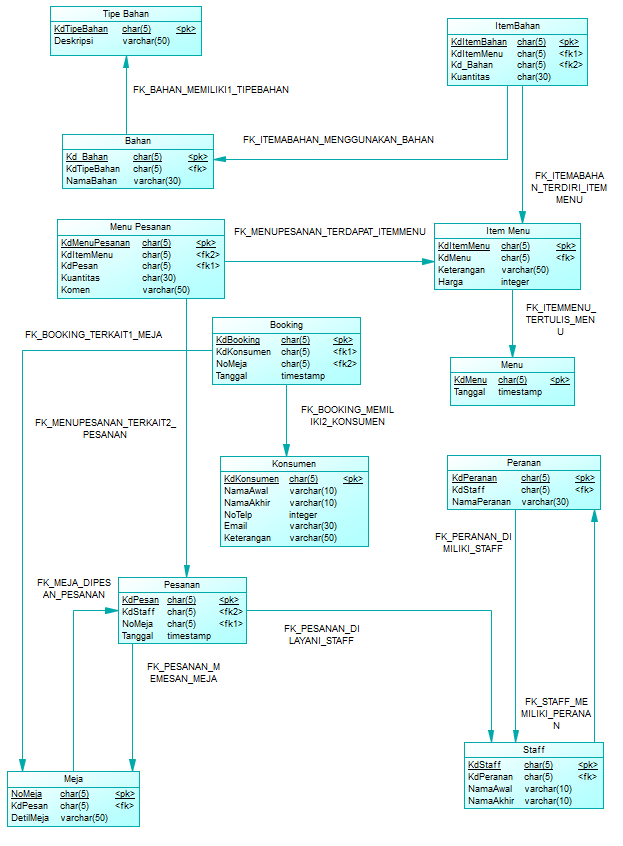 Tipe Bahan
KdTipeBahan char(5) <pk>
Deskripsi varchar(50)
ItemBahan
KdItemBahan char(5) <pk>
KdItemMenu char(5) <fk1>
Kd_Bahan char(5) <fk2>
Kuantitas char(30)
FK_BAHAN_MEMILIKI1_TIPEBAHAN
Bahan
Kd_Bahan char(5) <pk>
KdTipeBahan char(5) <fk>
NamaBahan varchar(30)
FK_ITEMABAHAN_MENGGUNAKAN_BAHAN
FK_ITEMABAHA
N_TERDIRI_ITEM
MENU
Menu Pesanan
KdMenuPesanan char(5) <pk>
KdItemMenu char(5) <fk2>
KdPesan char(5) <fk1>
Kuantitas char(30)
Komen varchar(50)
FK_MENUPESANAN_TERDAPAT_ITEMMENU
Item Menu
KdItemMenu char(5) <pk>
KdMenu char(5) <fk>
Keterangan varchar(50)
Harga integer
FK_ITEMMENU_
TERTULIS_MEN
U
FK_BOOKING_TERKAIT1_MEJA
Booking
KdBooking char(5) <pk>
KdKonsumen char(5) <fk1>
NoMeja char(5) <fk2>
Tanggal timestamp
Menu
KdMenu char(5) <pk>
Tanggal timestamp
FK_MENUPESANAN_TERKAIT2_
PESANAN
FK_BOOKING_MEMIL
IKI2_KONSUMEN
Konsumen
KdKonsumen char(5) <pk>
NamaAwal varchar(10)
NamaAkhir varchar(10)
NoTelp integer
Email varchar(30)
Keterangan varchar(50)
Peranan
KdPeranan char(5) <pk>
KdStaff char(5) <fk>
NamaPeranan varchar(30)
FK_PERANAN_DI
MILIKI_STAFF
FK_MEJA_DIPES
AN_PESANAN
Pesanan
KdPesan char(5) <pk>
KdStaff char(5) <fk2>
NoMeja char(5) <fk1>
Tanggal timestamp
FK_PESANAN_DI
LAYANI_STAFF
FK_PESANAN_M
EMESAN_MEJA
FK_STAFF_ME
MILIKI_PERANA
N
Staff
KdStaff char(5) <pk>
KdPeranan char(5) <fk>
NamaAwal varchar(10)
NamaAkhir varchar(10)
Meja
NoMeja char(5) <pk>
KdPesan char(5) <fk>
DetilMeja varchar(50)